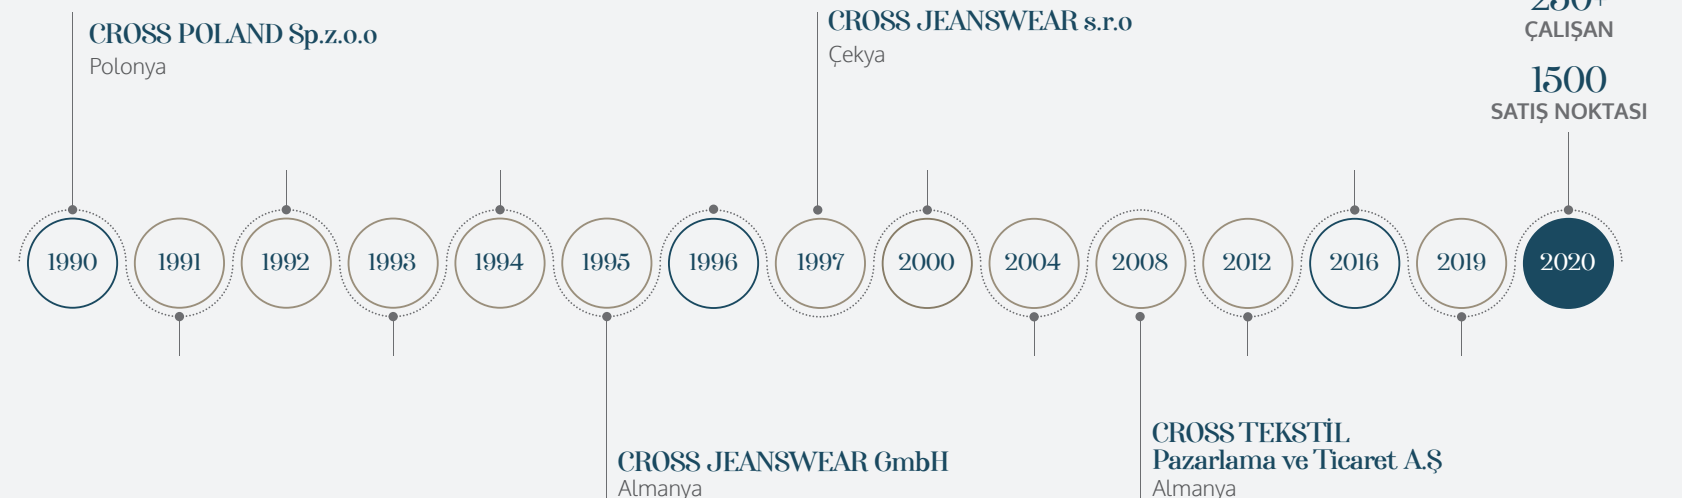 CROSS POLAND Sp.z.o.o
Polonya
CROSS JEANSWEAR s.r.o
Çekya
250+
ÇALIŞAN
1500
SATIŞ NOKTASI
1990 1991 1992 1993 1994 1995 1996 1997 2000 2004 2008 2012 2016 2019 2020
CROSS JEANSWEAR GmbH
Almanya
CROSS TEKSTİL
Pazarlama ve Ticaret A.Ş
Almanya